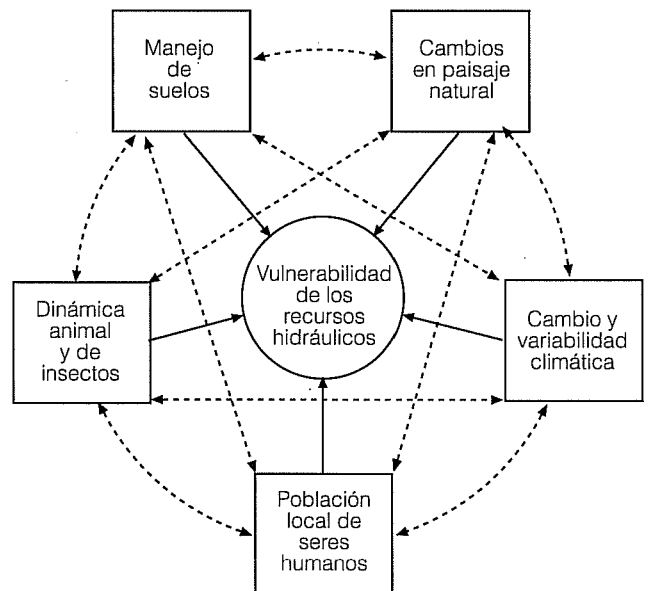 Manejo
de
suelos
Cambios
en paisaje
natural
Vulnerabilidad
de los
recursos
hidráulicos
Dinámica
animal
y de
insectos
Cambio y
variabilidad
climática
Población
local de
seres
humanos